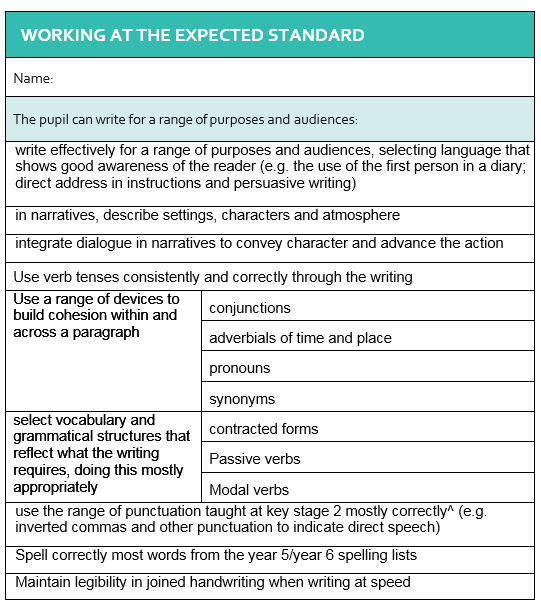 WORKING AT THE EXPECTED STANDARD
Name:
The pupil can write for a range of purposes and audiences:
write effectively for a range of purposes and audiences, selecting language that
shows good awareness of the reader (e.g. the use of the first person in a diary;
direct address in instructions and persuasive writing)
in narratives, describe settings, characters and atmosphere
integrate dialogue in narratives to convey character and advance the action
Use verb tenses consistently and correctly through the writing
Use a range of devices to
build cohesion within and
across a paragraph
conjunctions
adverbials of time and place
pronouns
synonyms
select vocabulary and
grammatical structures that
reflect what the writing
requires, doing this mostly
appropriately
contracted forms
Passive verbs
Modal verbs
use the range of punctuation taught at key stage 2 mostly correctly^ (e.g.
inverted commas and other punctuation to indicate direct speech)
Spell correctly most words from the year 5/year 6 spelling lists
Maintain legibility in joined handwriting when writing at speed